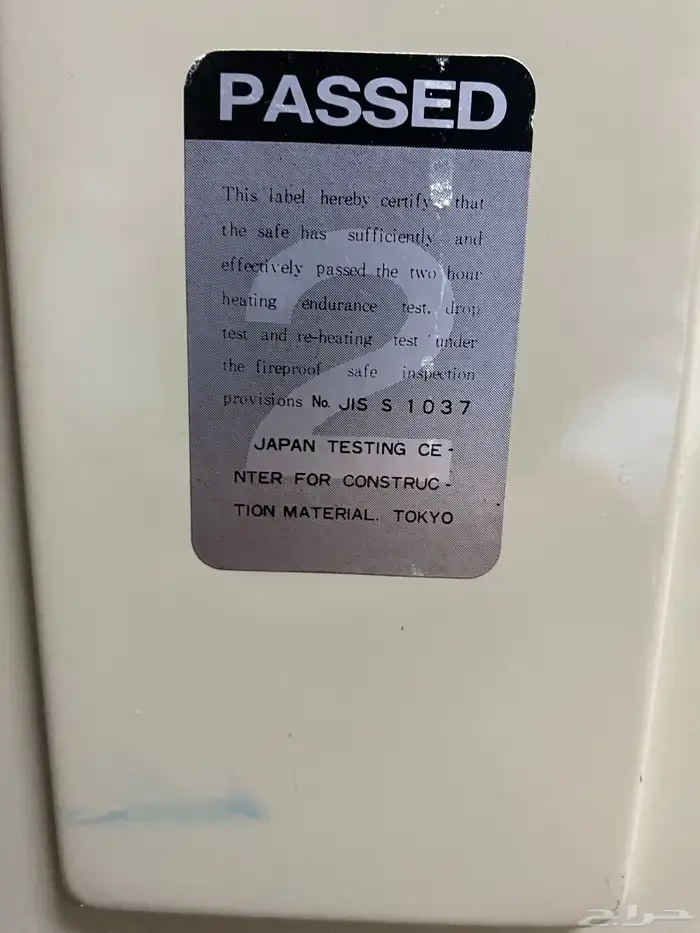 PASSED
This label hereby certify that
the safe has sufficiently and
effectively passed the two hour
heating endurance test, drop
test and re-heating test under
the fireproof safe inspection
provisions No. JIS S 1037
2
JAPAN TESTING CE-
NTER FOR CONSTRUC-
TION MATERIAL. TOKYO
حراج